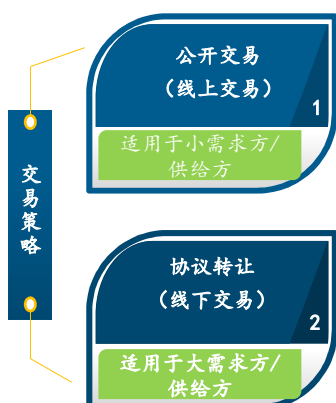 交易策略
公开交易
（线上交易）
1
适用于小需求方/
供给方
协议转让
（线下交易）
2
适用于大需求方/
供给方